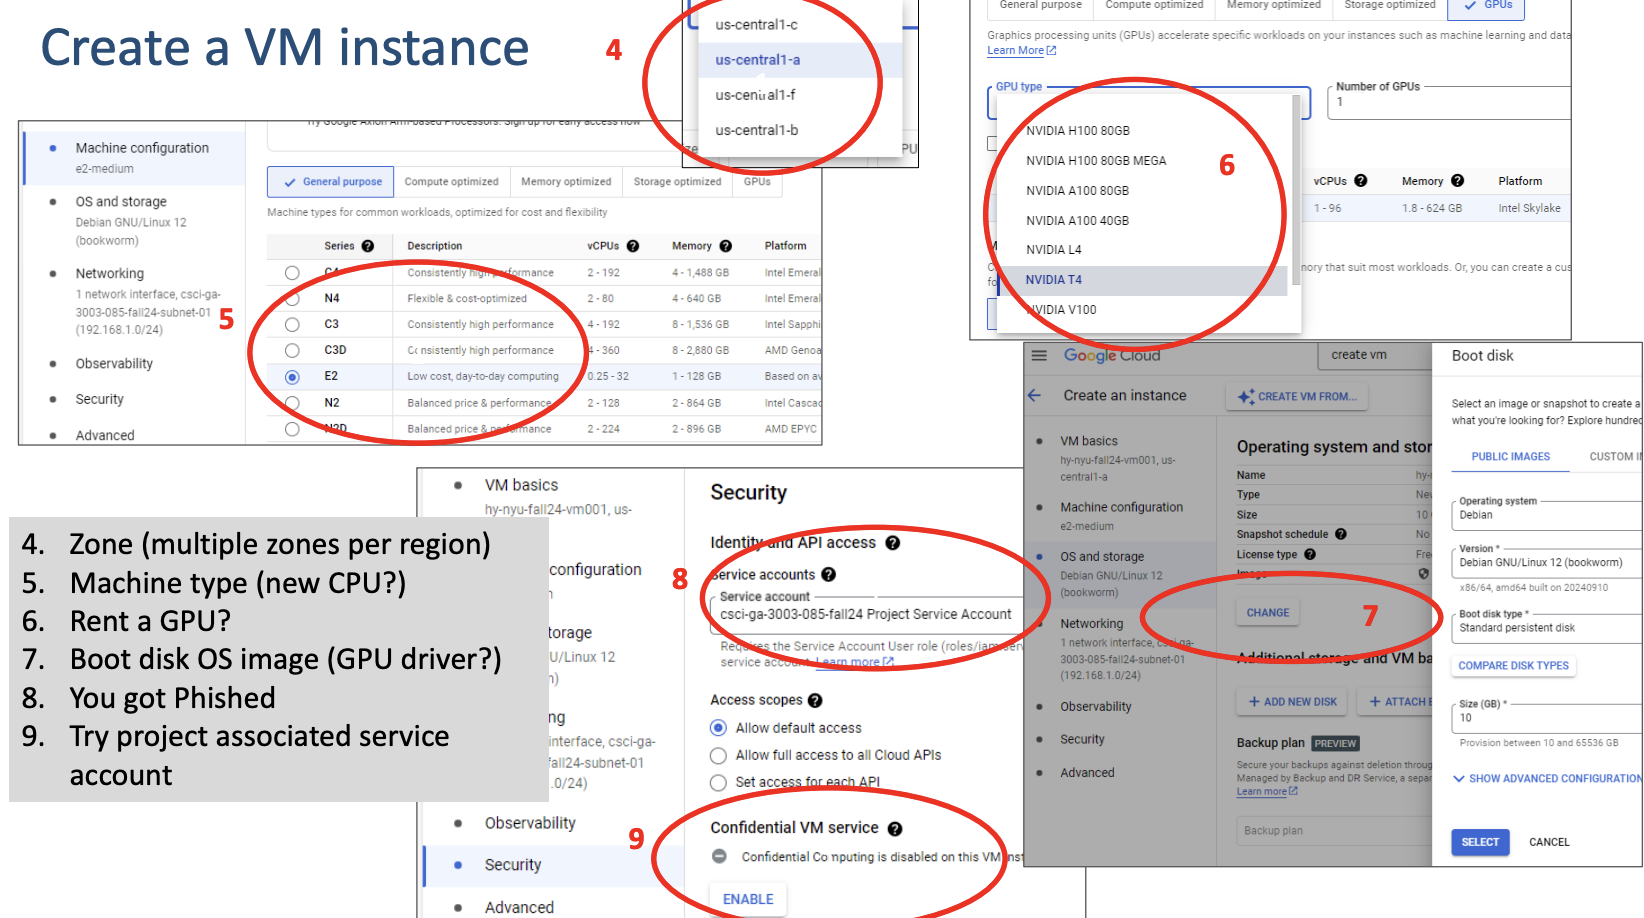 Create a VM instance
4
us-central1-c
us-central1-a
us-central1-f
us-central1-b
General purpose
Compute optimized
Memory optimized
Storage optimized
GPUs
Graphics processing units (GPUs) accelerate specific workloads on your instances such as machine learning and data
Learn More
GPU type
Number of GPUs
1
NVIDIA H100 80GB
NVIDIA H100 80GB MEGA
NVIDIA A100 80GB
NVIDIA A100 40GB
NVIDIA L4
NVIDIA T4
NVIDIA V100
6
vCPUs Memory Platform
1 - 96 1.8 - 624 GB Intel Skylake
nory that suit most workloads. Or, you can create a cus
Machine configuration
e2-medium
OS and storage
Debian GNU/Linux 12
(bookworm)
Networking
1 network interface, csci-ga-
3003-085-fall24-subnet-01
(192.168.1.0/24)
Observability
Security
Advanced
5
Try Google Axion Arm-based Processors. Sign up for early access now
General purpose
Compute optimized
Memory optimized
Storage optimized
GPUs
Machine types for common workloads, optimized for cost and flexibility
Series Description vCPUs Memory Platform
C4 Consistently high performance 2 - 192 4 - 1,488 GB Intel Emeral
N4 Flexible & cost-optimized 2 - 80 4 - 640 GB Intel Emeral
C3 Consistently high performance 4 - 192 8 - 1,536 GB Intel Sapphi
C3D Consistently high performance 4 - 360 8 - 2,880 GB AMD Genoa
E2 Low cost, day-to-day computing 0.25 - 32 1 - 128 GB Based on av
N2 Balanced price & performance 2 - 128 2 - 864 GB Intel Cascad
N2D Balanced price & performance 2 - 224 2 - 896 GB AMD EPYC
4. Zone (multiple zones per region)
5. Machine type (new CPU?)
6. Rent a GPU?
7. Boot disk OS image (GPU driver?)
8. You got Phished
9. Try project associated service
account
VM basics
hy-nyu-fall24-vm001, us-
configuration
torage
U/Linux 12
ng
interface, csci-ga-
fall24-subnet-01
.0/24)
Observability
Security
Advanced
Security
Identity and API access
Service accounts
8
Service account
csci-ga-3003-085-fall24 Project Service Account
Requires the Service Account User role (roles/iam.serv
service account. Learn more
Access scopes
Allow default access
Allow full access to all Cloud APIs
Set access for each API
9
Confidential VM service
Confidential Computing is disabled on this VM inst
ENABLE
Google Cloud
create vm
Create an instance
CREATE VM FROM...
VM basics
hy-nyu-fall24-vm001, us-
central1-a
Machine configuration
e2-medium
OS and storage
Debian GNU/Linux 12
(bookworm)
Networking
1 network interface, csci-ga-
3003-085-fall24-subnet-01
(192.168.1.0/24)
Observability
Security
Advanced
Operating system and stor
Name hy-n
Type New
Size 10
Snapshot schedule No
License type Fre
Image
CHANGE
7
Additional storage and VM ba
ADD NEW DISK
ATTACH E
Backup plan PREVIEW
Secure your backups against deletion throug
Managed by Backup and DR Service, a separ
Learn more
Backup plan
Boot disk
Select an image or snapshot to create a
what you're looking for? Explore hundred
PUBLIC IMAGES
CUSTOM IM
Operating system
Debian
Version *
Debian GNU/Linux 12 (bookworm)
x86/64, amd64 built on 20240910
Boot disk type *
Standard persistent disk
COMPARE DISK TYPES
Size (GB) *
10
Provision between 10 and 65536 GB
SHOW ADVANCED CONFIGURATION
SELECT
CANCEL